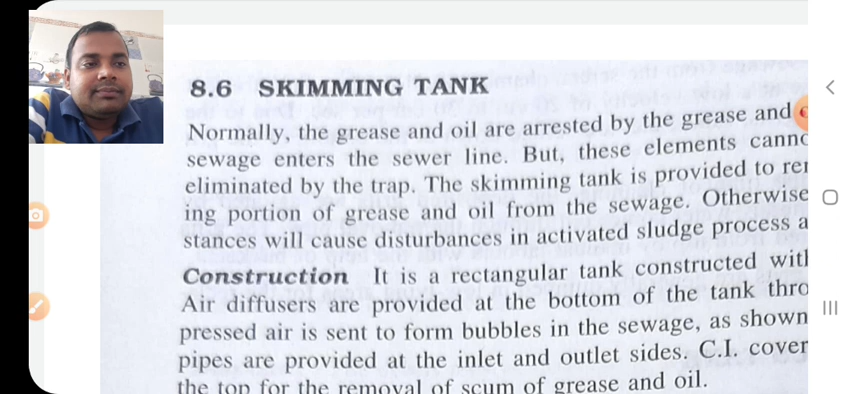 8.6 SKIMMING TANK
Normally, the grease and oil are arrested by the grease and
sewage enters the sewer line. But, these elements
eliminated by the trap. The skimming tank is provided to
ing portion of grease and oil from the sewage. Otherwise
stances will cause disturbances in activated sludge process
Construction It is a rectangular tank constructed
Air diffusers are provided at the bottom of the tank
pressed air is sent to form bubbles in the sewage, as shown
pipes are provided at the inlet and outlet sides. C.I. cover
the top for the removal of scum of grease and oil.